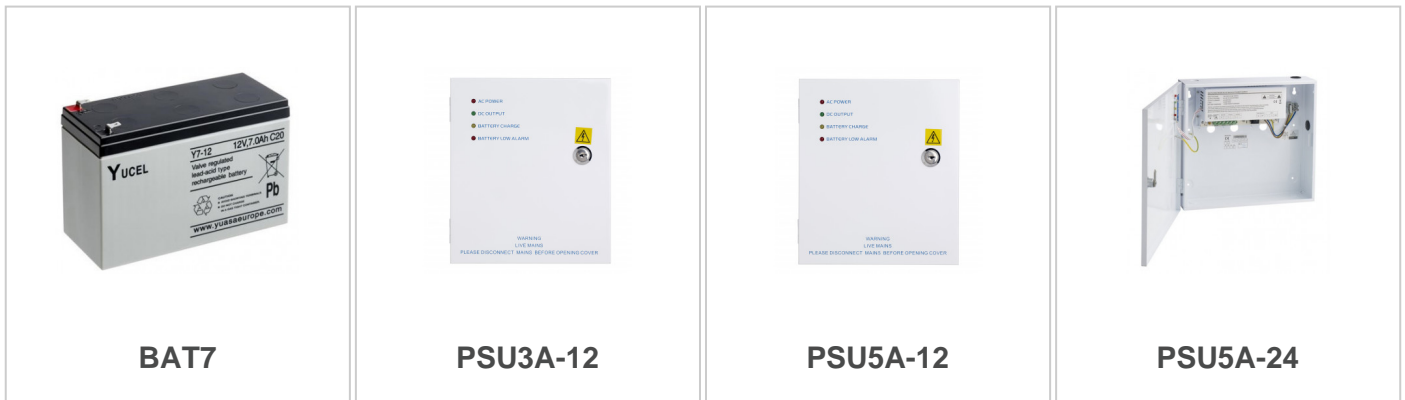 YUCEL
Y7-12
12V,7.0Ah C20
Valve regulated
lead-acid type
rechargeable battery
Pb
www.yuasaeurope.com
BAT7
AC POWER
DC OUTPUT
BATTERY CHARGE
BATTERY LOW ALARM
WARNING
LIVE MAINS
PLEASE DISCONNECT MAINS BEFORE OPENING COVER
PSU3A-12
AC POWER
DC OUTPUT
BATTERY CHARGE
BATTERY LOW ALARM
WARNING
LIVE MAINS
PLEASE DISCONNECT MAINS BEFORE OPENING COVER
PSU5A-12
PSU5A-24